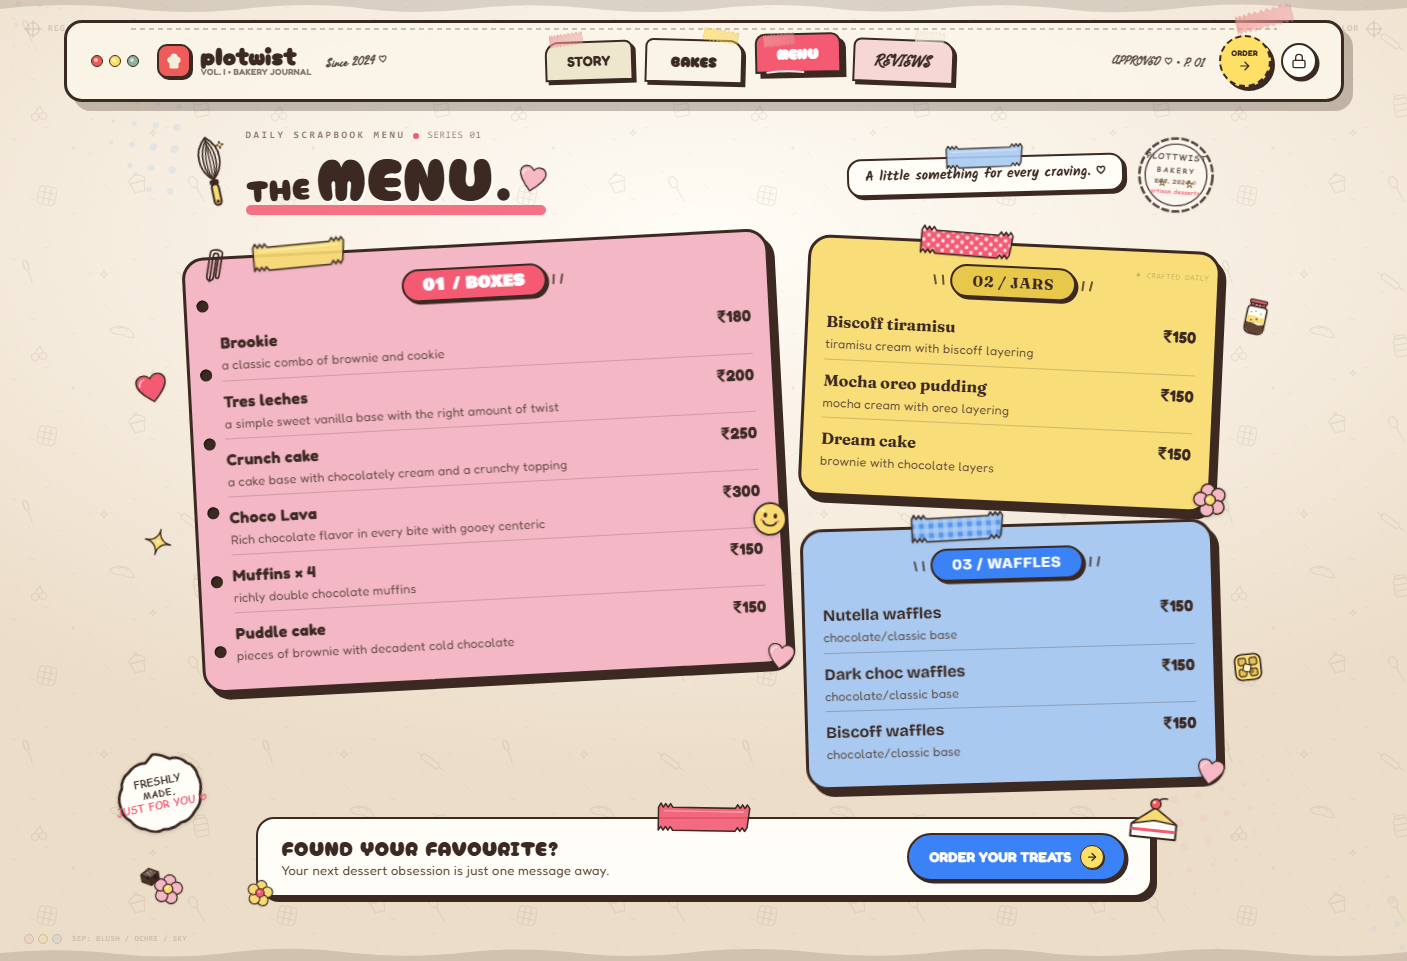 plotwist
VOL. I • BAKERY JOURNAL
Since 2024 ♡
STORY
BAKES
MENU
REVIEWS
APPROVED ♡ • P. 01
ORDER
→
DAILY SCRAPBOOK MENU ● SERIES 01
THE MENU.
A little something for every craving. ♡
PLOTTWIST
BAKERY
EST. 2024
artisan desserts
01 / BOXES
Brookie ₹180
a classic combo of brownie and cookie
Tres leches ₹200
a simple sweet vanilla base with the right amount of twist
Crunch cake ₹250
a cake base with chocolately cream and a crunchy topping
Choco Lava ₹300
Rich chocolate flavor in every bite with gooey centeric
Muffins × 4 ₹150
richly double chocolate muffins
Puddle cake ₹150
pieces of brownie with decadent cold chocolate
✦ CRAFTED DAILY
02 / JARS
Biscoff tiramisu ₹150
tiramisu cream with biscoff layering
Mocha oreo pudding ₹150
mocha cream with oreo layering
Dream cake ₹150
brownie with chocolate layers
03 / WAFFLES
Nutella waffles ₹150
chocolate/classic base
Dark choc waffles ₹150
chocolate/classic base
Biscoff waffles ₹150
chocolate/classic base
FRESHLY
MADE.
JUST FOR YOU ♡
FOUND YOUR FAVOURITE?
Your next dessert obsession is just one message away.
ORDER YOUR TREATS →
SEP: BLUSH / OCHRE / SKY